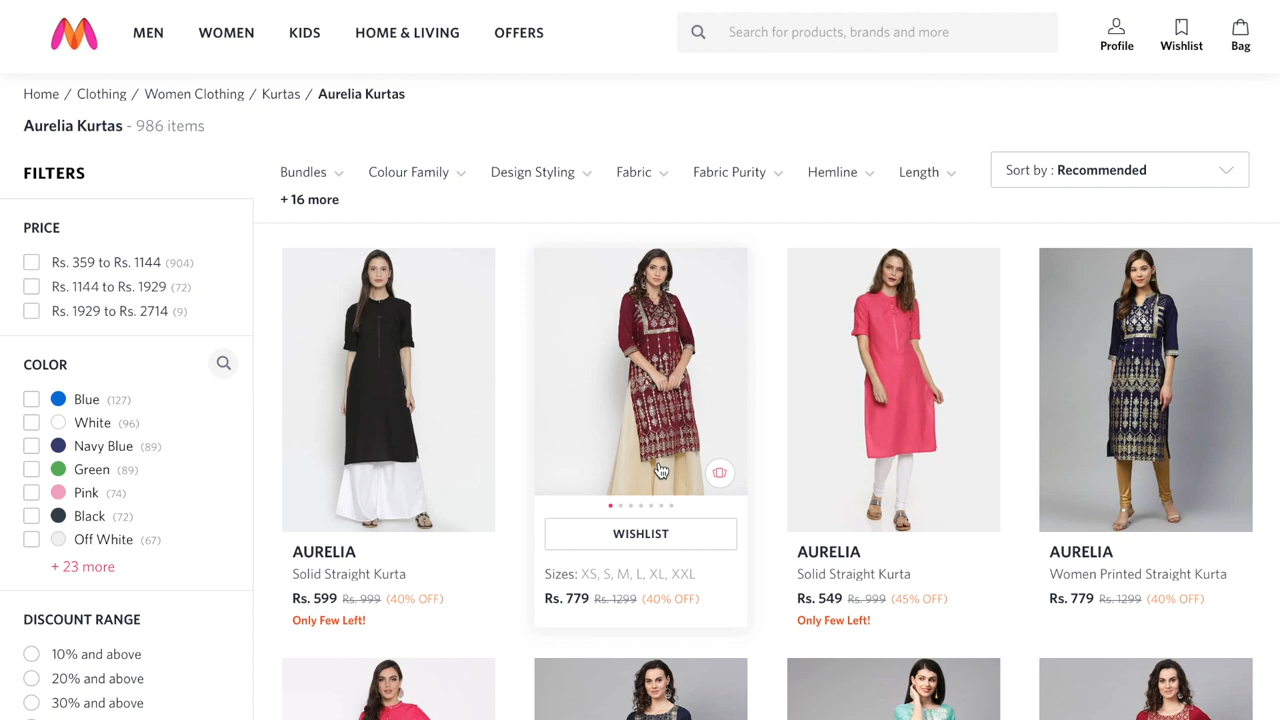 MEN WOMEN KIDS HOME & LIVING OFFERS
Search for products, brands and more
Profile Wishlist Bag
Home / Clothing / Women Clothing / Kurtas / Aurelia Kurtas
Aurelia Kurtas - 986 items
FILTERS
Bundles Colour Family Design Styling Fabric Fabric Purity Hemline Length
+ 16 more
Sort by : Recommended
PRICE
Rs. 359 to Rs. 1144 (904)
Rs. 1144 to Rs. 1929 (72)
Rs. 1929 to Rs. 2714 (9)
COLOR
Blue (127)
White (96)
Navy Blue (89)
Green (89)
Pink (74)
Black (72)
Off White (67)
+ 23 more
DISCOUNT RANGE
10% and above
20% and above
30% and above
AURELIA
Solid Straight Kurta
Rs. 599 Rs. 999 (40% OFF)
Only Few Left!
WISHLIST
Sizes: XS, S, M, L, XL, XXL
Rs. 779 Rs. 1299 (40% OFF)
AURELIA
Solid Straight Kurta
Rs. 549 Rs. 999 (45% OFF)
Only Few Left!
AURELIA
Women Printed Straight Kurta
Rs. 779 Rs. 1299 (40% OFF)